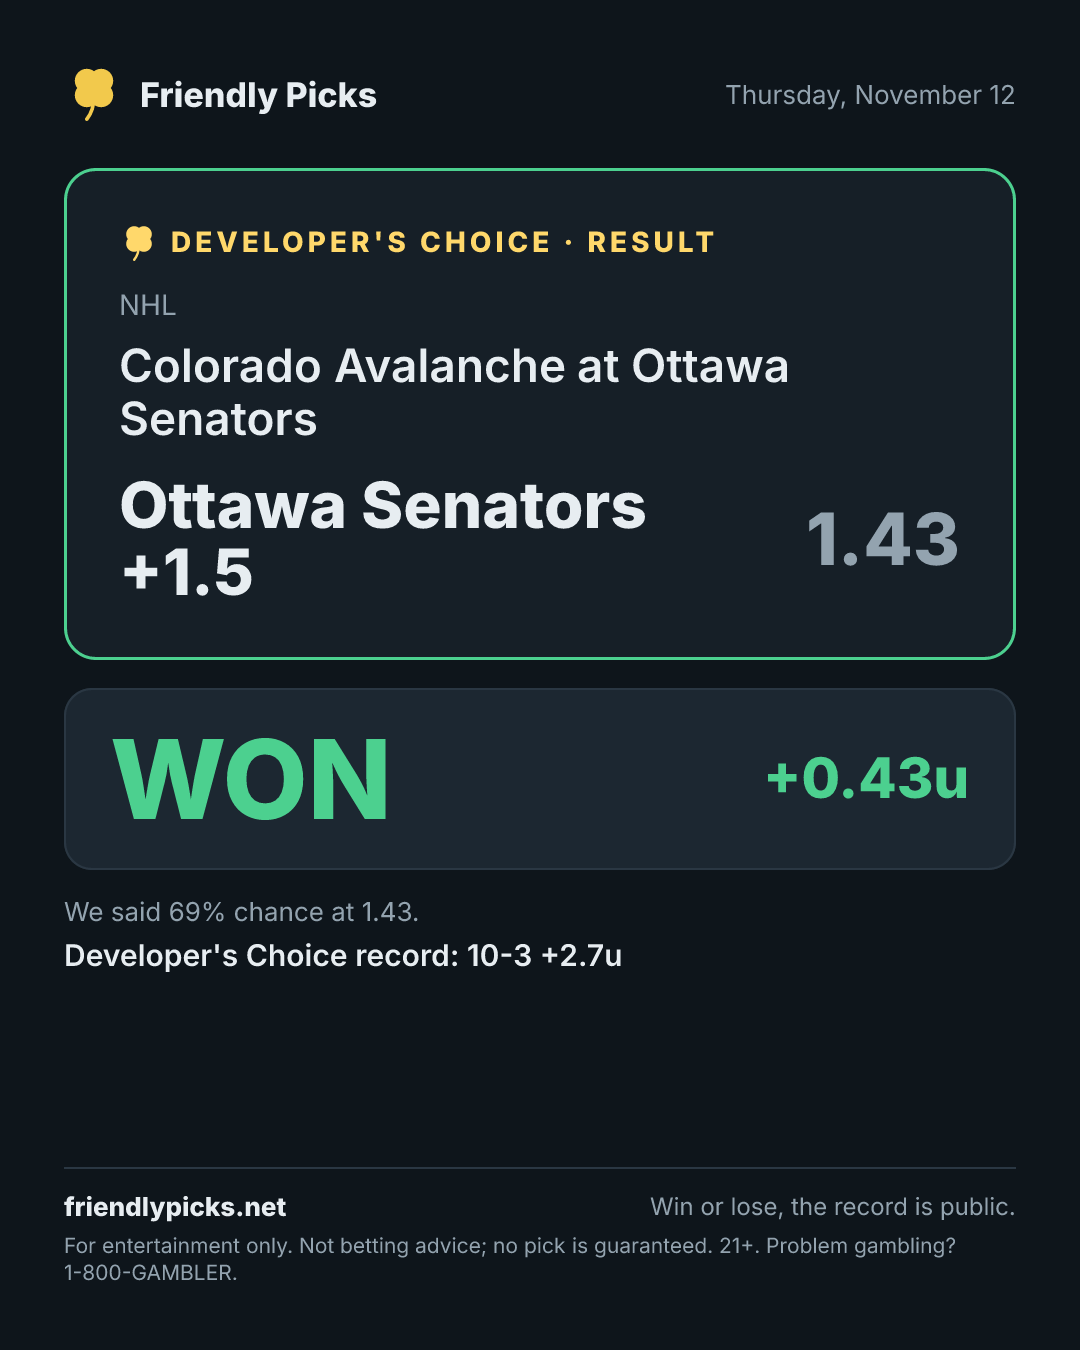 Friendly Picks
Thursday, November 12
DEVELOPER'S CHOICE · RESULT
NHL
Colorado Avalanche at Ottawa
Senators
Ottawa Senators
+1.5
1.43
WON
+0.43u
We said 69% chance at 1.43.
Developer's Choice record: 10-3 +2.7u
friendlypicks.net
Win or lose, the record is public.
For entertainment only. Not betting advice; no pick is guaranteed. 21+. Problem gambling?
1-800-GAMBLER.